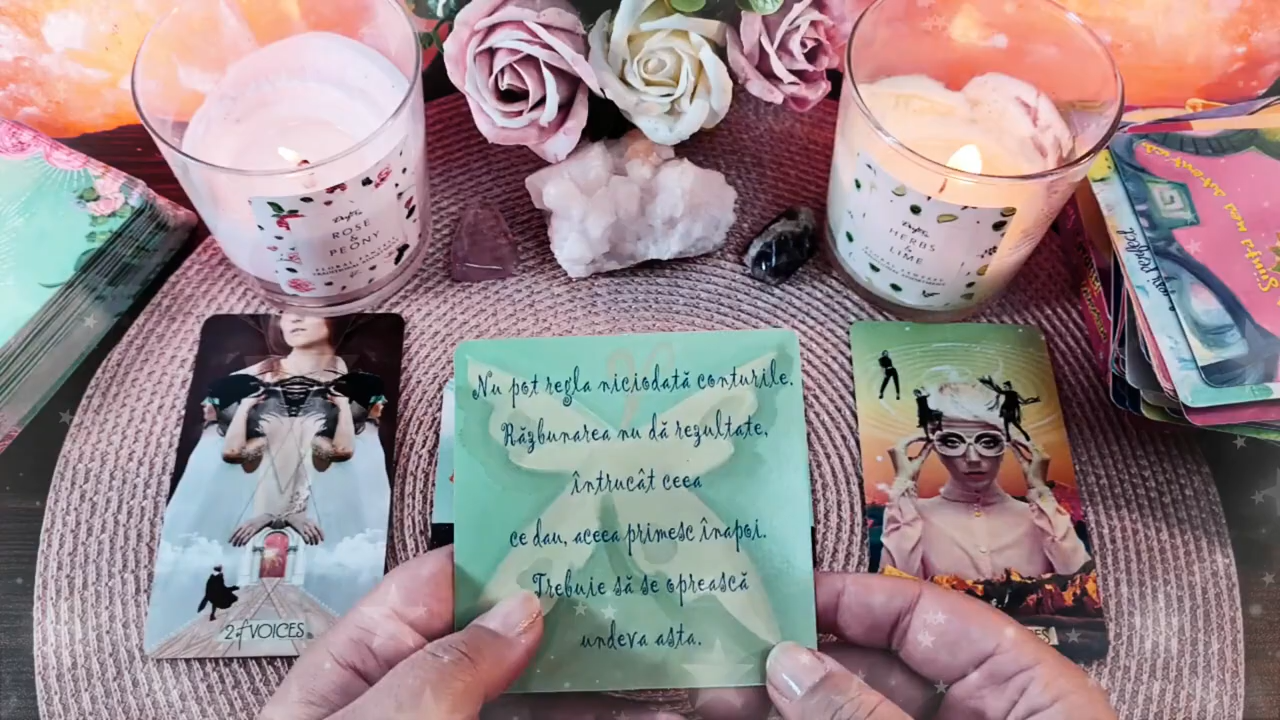 ROSE
&
PEONY
HERBS
&
LIME
Nu pot regla niciodată conturile.
Răzbunarea nu dă rezultate,
întrucât ceea
ce dau, aceea primesc înapoi.
Trebuie să se oprească
undeva asta.
2 of VOICES